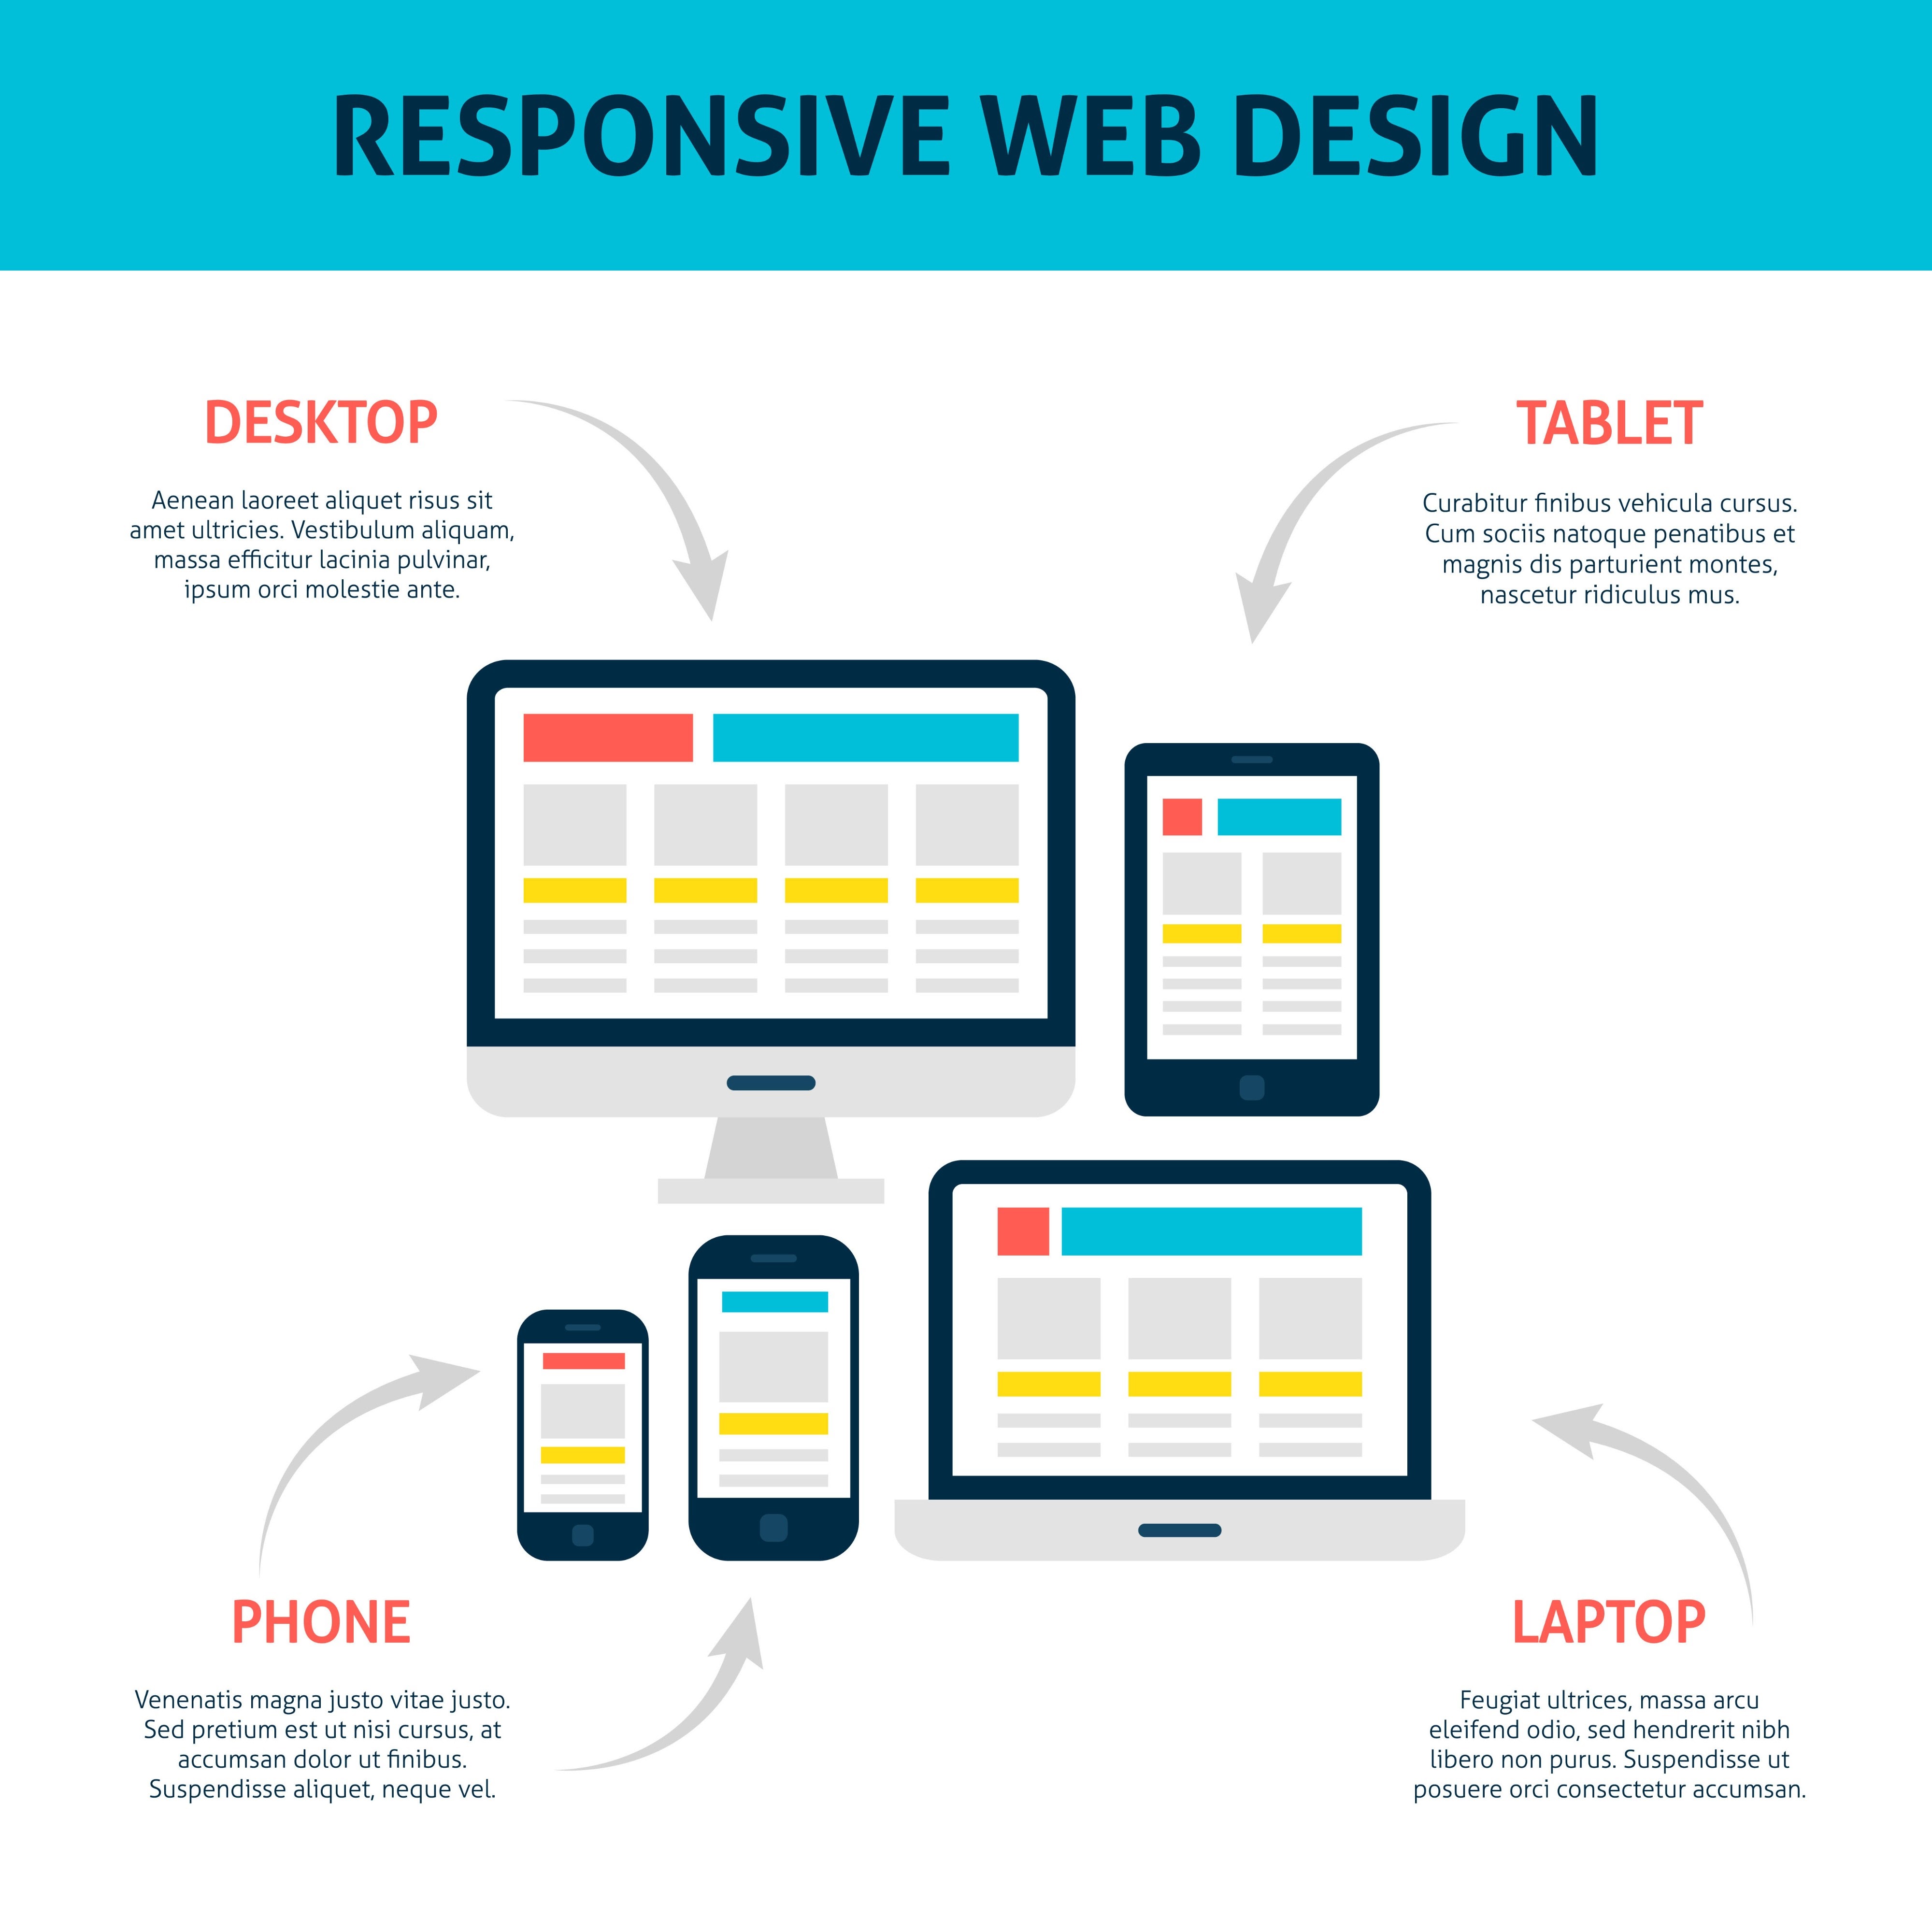 RESPONSIVE WEB DESIGN
DESKTOP
Aenean laoreet aliquet risus sit
amet ultricies. Vestibulum aliquam,
massa efficitur lacinia pulvinar,
ipsum orci molestie ante.
TABLET
Curabitur finibus vehicula cursus.
Cum sociis natoque penatibus et
magnis dis parturient montes,
nascetur ridiculus mus.
PHONE
Venenatis magna justo vitae justo.
Sed pretium est ut nisi cursus, at
accumsan dolor ut finibus.
Suspendisse aliquet, neque vel.
LAPTOP
Feugiat ultrices, massa arcu
eleifend odio, sed hendrerit nibh
libero non purus. Suspendisse ut
posuere orci consectetur accumsan.